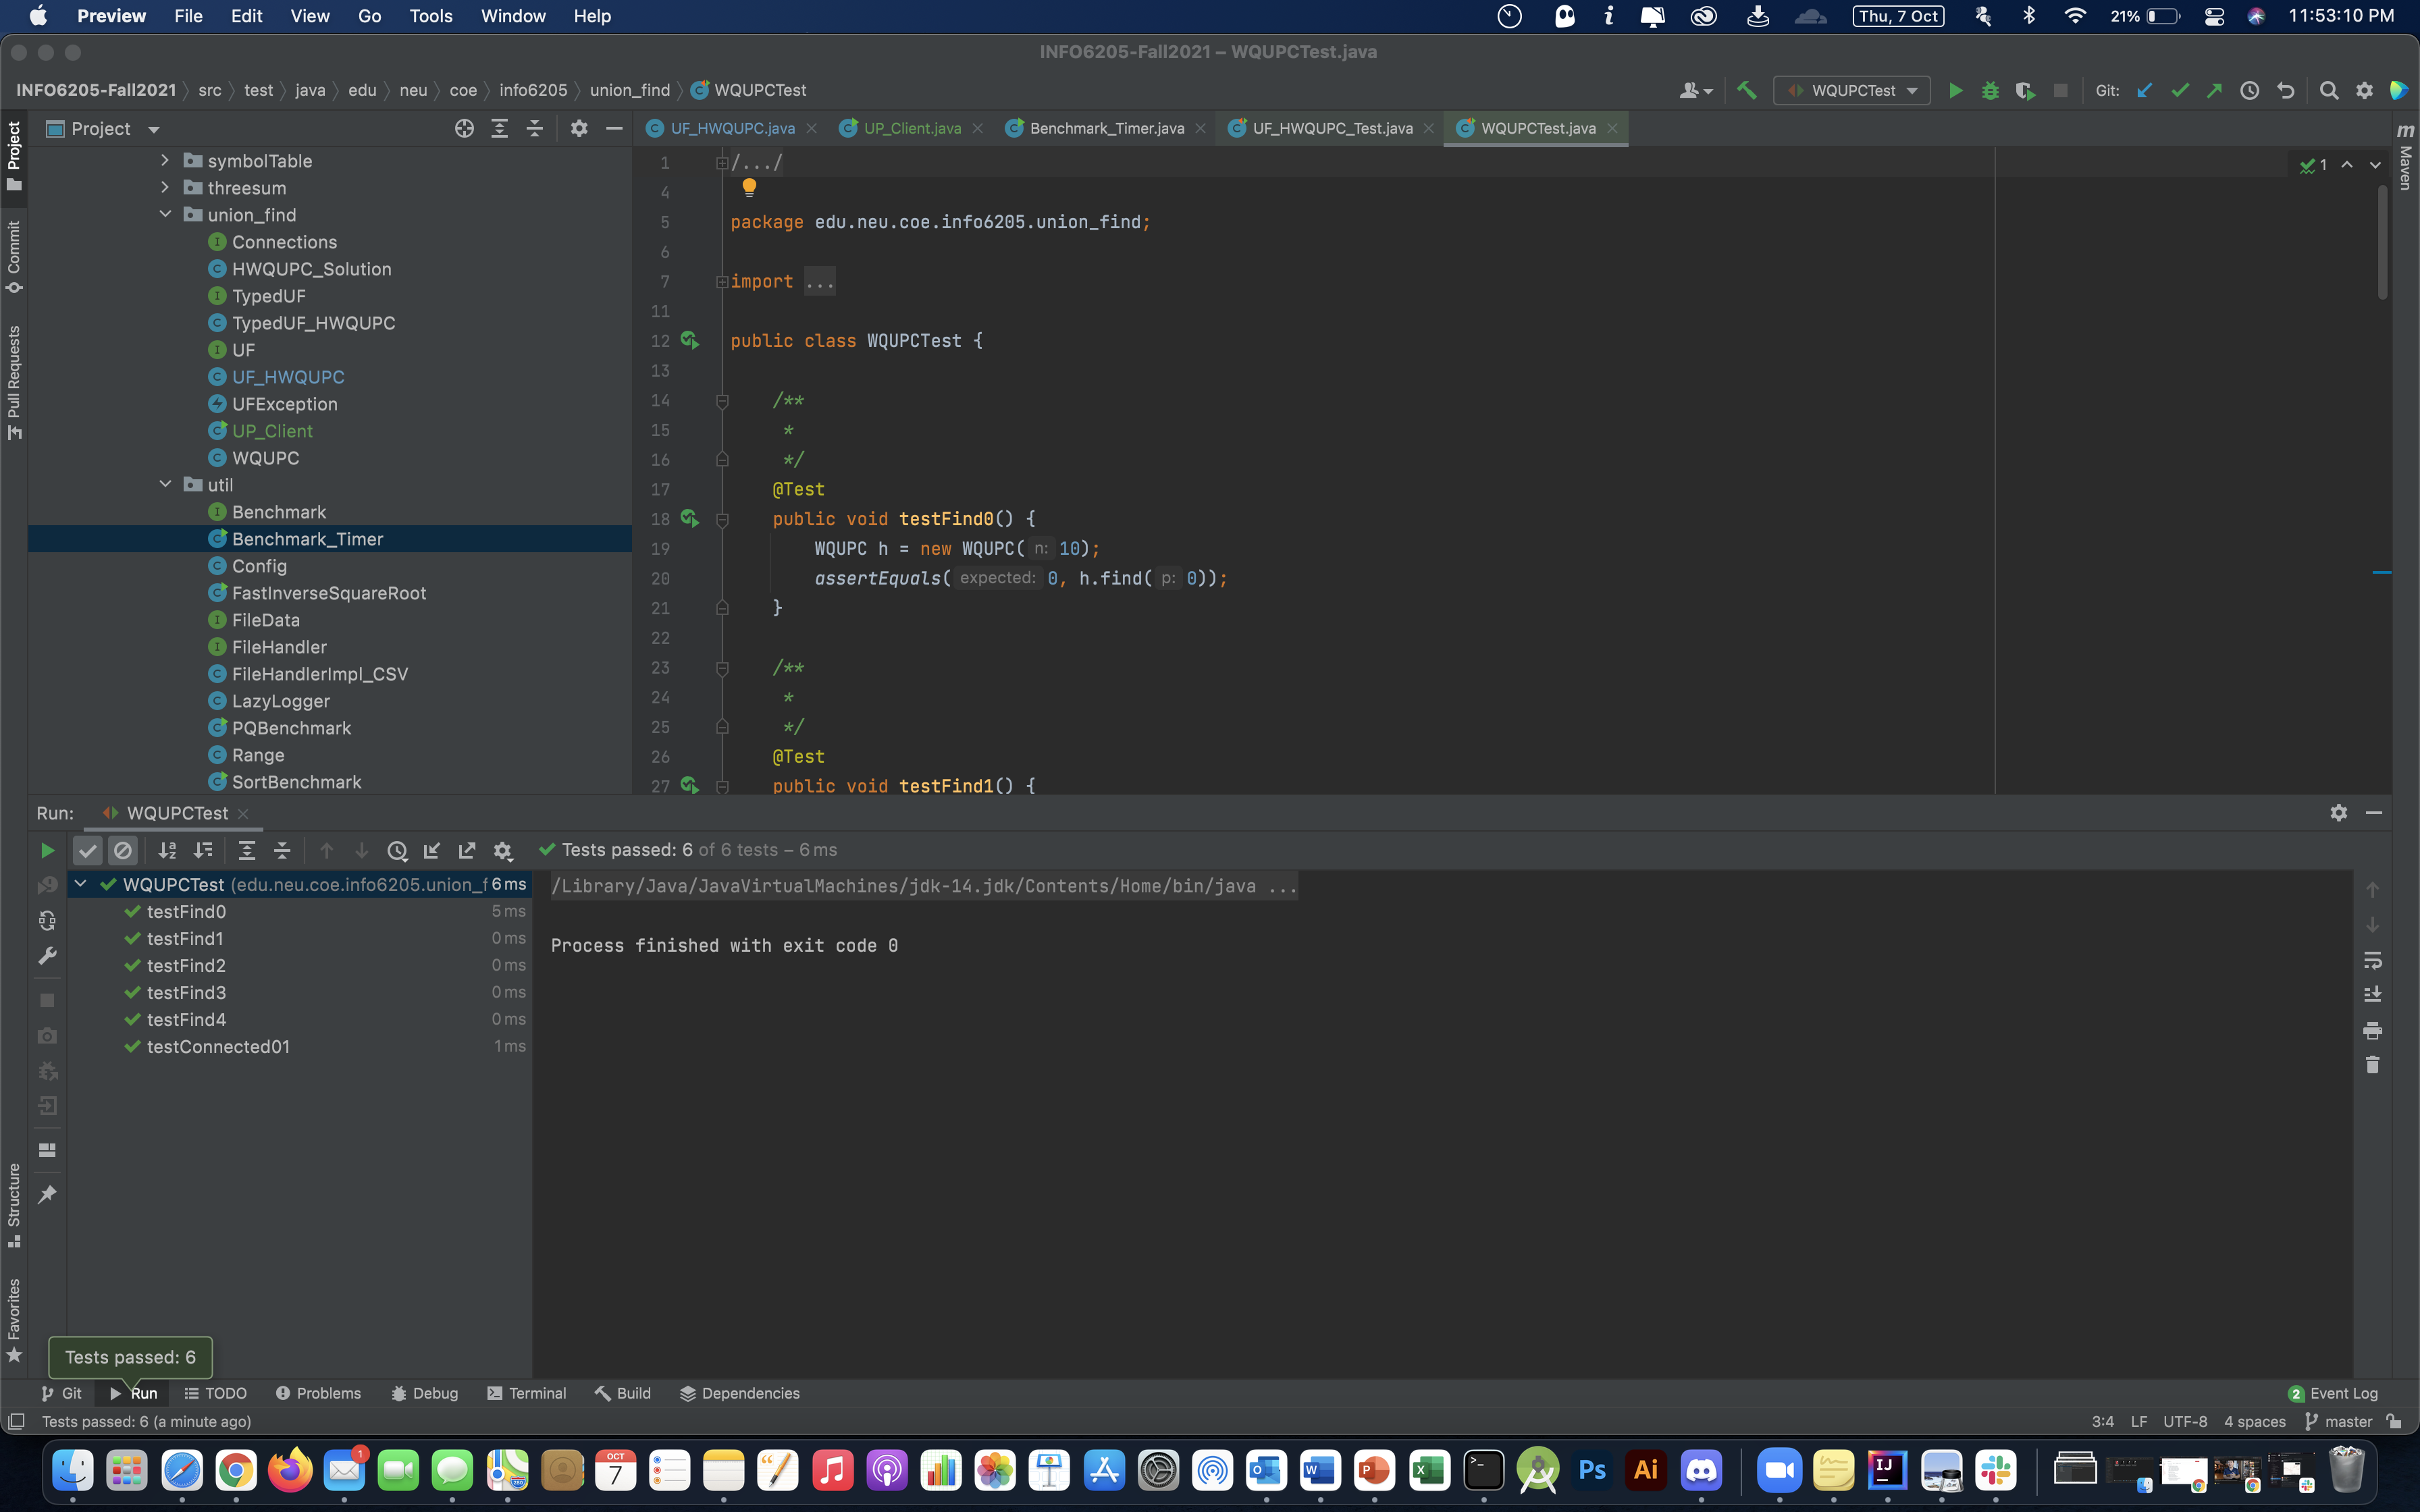 Preview File Edit View Go Tools Window Help
Thu, 7 Oct 21% 11:53:10 PM
INFO6205-Fall2021 – WQUPCTest.java
INFO6205-Fall2021 src test java edu neu coe info6205 union_find WQUPCTest
WQUPCTest Git:
Project
UF_HWQUPC.java UP_Client.java Benchmark_Timer.java UF_HWQUPC_Test.java WQUPCTest.java
Project
Commit
Pull Requests
Structure
Favorites
m Maven
symbolTable
threesum
union_find
Connections
HWQUPC_Solution
TypedUF
TypedUF_HWQUPC
UF
UF_HWQUPC
UFException
UP_Client
WQUPC
util
Benchmark
Benchmark_Timer
Config
FastInverseSquareRoot
FileData
FileHandler
FileHandlerImpl_CSV
LazyLogger
PQBenchmark
Range
SortBenchmark
1 /.../
1
4
5 package edu.neu.coe.info6205.union_find;
6
7 import ...
11
12 public class WQUPCTest {
13
14 /**
15 *
16 */
17 @Test
18 public void testFind0() {
19 WQUPC h = new WQUPC( n: 10);
20 assertEquals( expected: 0, h.find( p: 0));
21 }
22
23 /**
24 *
25 */
26 @Test
27 public void testFind1() {
Run: WQUPCTest
Tests passed: 6 of 6 tests – 6 ms
WQUPCTest (edu.neu.coe.info6205.union_f 6 ms
testFind0 5 ms
testFind1 0 ms
testFind2 0 ms
testFind3 0 ms
testFind4 0 ms
testConnected01 1 ms
/Library/Java/JavaVirtualMachines/jdk-14.jdk/Contents/Home/bin/java ...
Process finished with exit code 0
Tests passed: 6
Git Run TODO Problems Debug Terminal Build Dependencies
2 Event Log
Tests passed: 6 (a minute ago)
3:4 LF UTF-8 4 spaces master
1
OCT
7
Ps
Ai
IJ